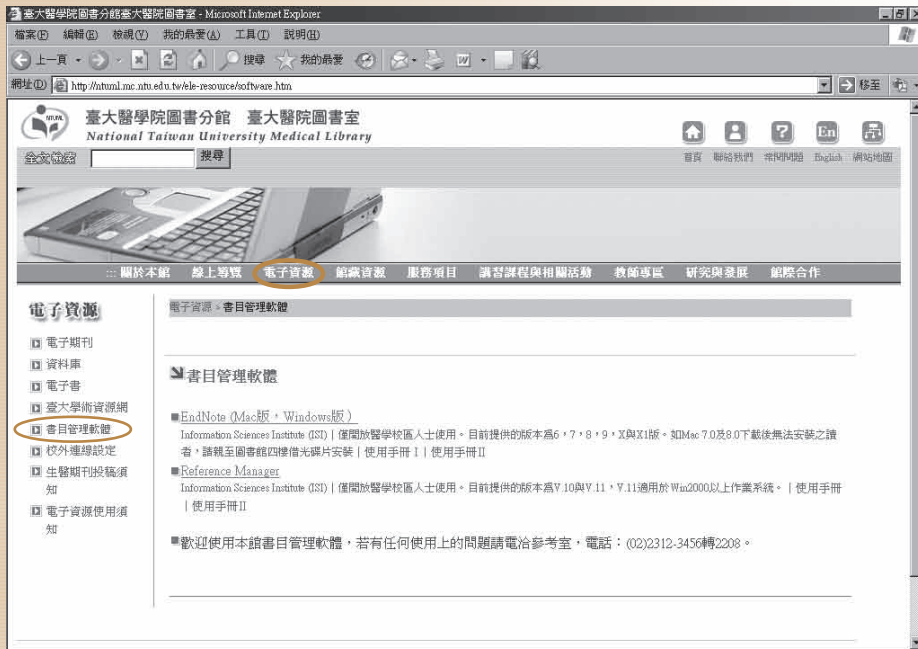 臺大醫學院圖書分館臺大醫院圖書室 - Microsoft Internet Explorer
檔案(F) 編輯(E) 檢視(V) 我的最愛(A) 工具(T) 說明(H)
上一頁 搜尋 我的最愛
網址(D) http://ntuml.mc.ntu.edu.tw/ele-resource/software.htm 移至
NTUML
臺大醫學院圖書分館 臺大醫院圖書室
National Taiwan University Medical Library
En
全文檢索 搜尋 首頁 聯絡我們 常問問題 English 網站地圖
::: 關於本館 線上導覽 電子資源 館藏資源 服務項目 講習課程與相關活動 教師專區 研究與發展 館際合作
電子資源
電子期刊
資料庫
電子書
臺大學術資源網
書目管理軟體
校外連線設定
生醫期刊投稿須
知
電子資源使用須
知
電子資源 » 書目管理軟體
書目管理軟體
■EndNote (Mac版，Windows版)
Information Sciences Institute (ISI) | 僅開放醫學校區人士使用。目前提供的版本為6，7，8，9，X與X1版。如Mac 7.0及8.0下載後無法安裝之讀
者，請親至圖書館四樓借光碟片安裝 | 使用手冊 I | 使用手冊II
■Reference Manager
Information Sciences Institute (ISI) | 僅開放醫學校區人士使用。目前提供的版本為V.10與V.11，V.11適用於Win2000以上作業系統。 | 使用手冊
| 使用手冊II
■歡迎使用本館書目管理軟體，若有任何使用上的問題請電洽參考室，電話：(02)2312-3456轉2208。